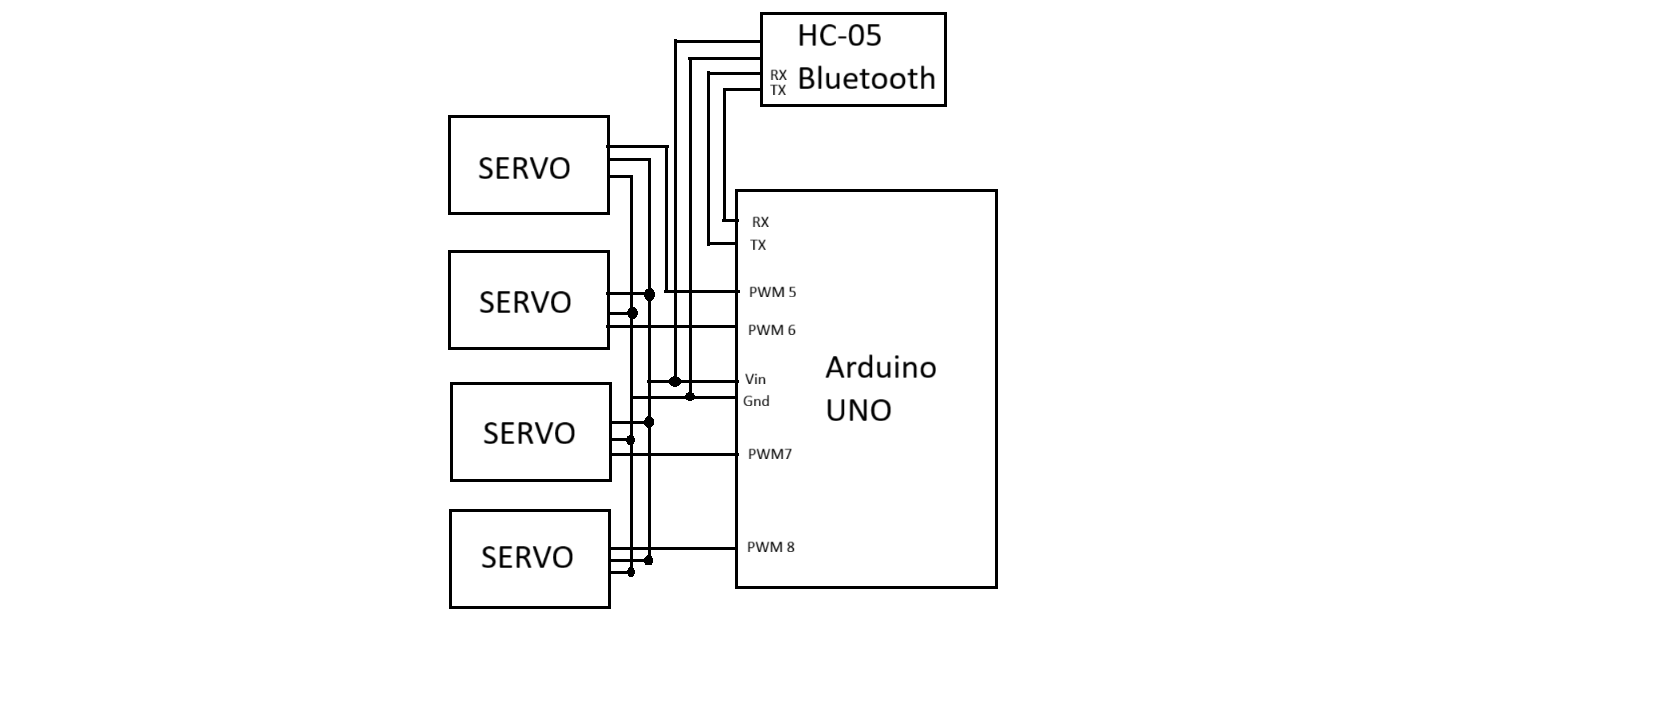 HC-05
Bluetooth
RX
TX
SERVO
SERVO
SERVO
SERVO
RX
TX
PWM 5
PWM 6
Vin
Gnd
PWM7
PWM 8
Arduino
UNO